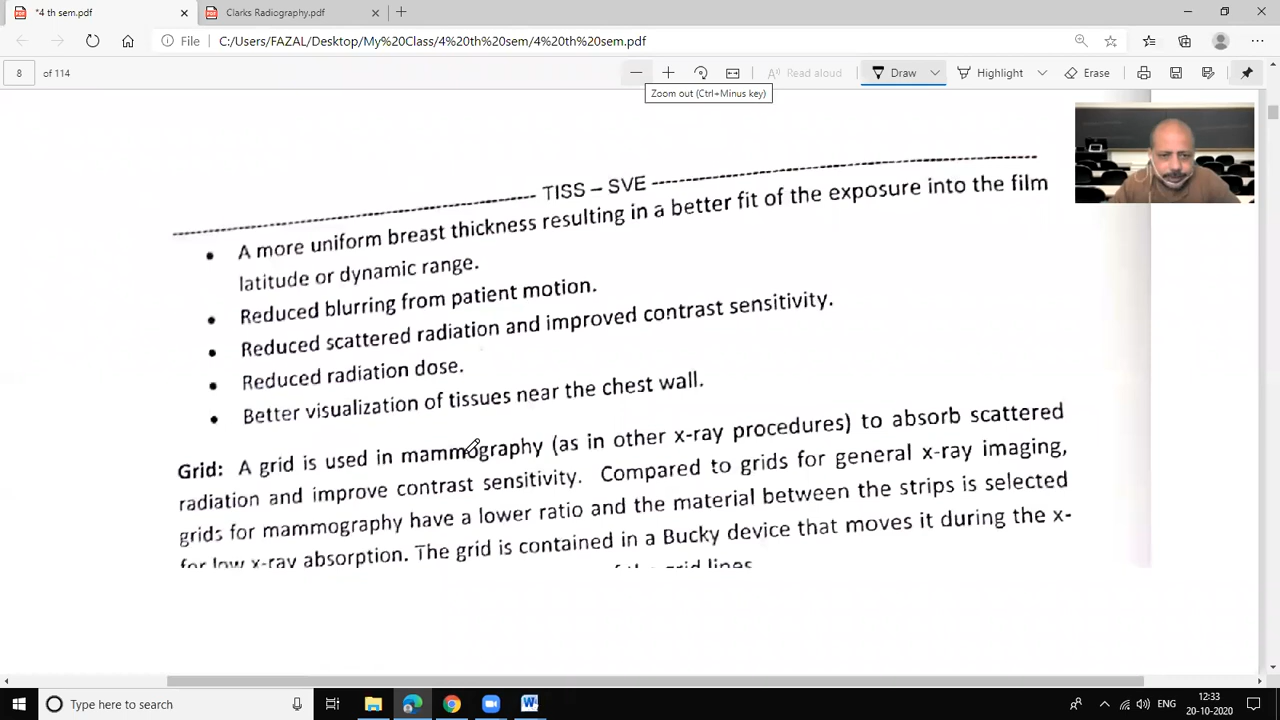 *4 th sem.pdf
Clarks Radiography.pdf
File C:/Users/FAZAL/Desktop/My%20Class/4%20th%20sem/4%20th%20sem.pdf
8 of 114 Read aloud Draw Highlight Erase
Zoom out (Ctrl+Minus key)
TISS – SVE
• A more uniform breast thickness resulting in a better fit of the exposure into the film
latitude or dynamic range.
• Reduced blurring from patient motion.
• Reduced scattered radiation and improved contrast sensitivity.
• Reduced radiation dose.
• Better visualization of tissues near the chest wall.
Grid: A grid is used in mammography (as in other x-ray procedures) to absorb scattered
radiation and improve contrast sensitivity. Compared to grids for general x-ray imaging,
grids for mammography have a lower ratio and the material between the strips is selected
for low x-ray absorption. The grid is contained in a Bucky device that moves it during the x-
of the grid lines
Type here to search
ENG
12:33
20-10-2020